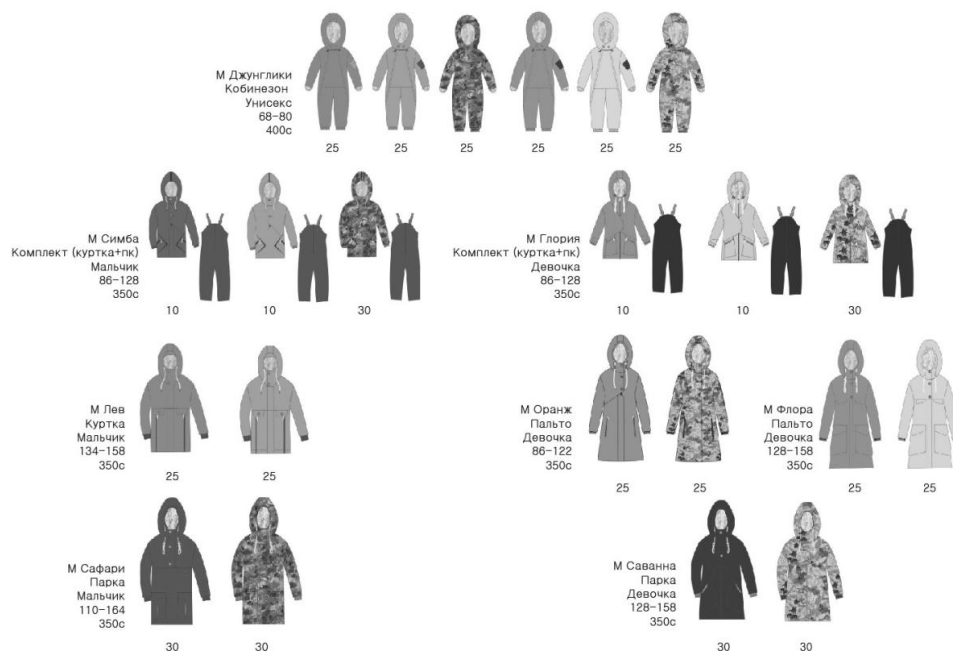 М Джунглики
Кобинезон
Унисекс
68-80
400с
25 25 25 25 25 25
М Симба
Комплект (куртка+пк)
Мальчик
86-128
350с
10 10 30
М Глория
Комплект (куртка+пк)
Девочка
86-128
350с
10 10 30
М Лев
Куртка
Мальчик
134-158
350с
25 25
М Оранж
Пальто
Девочка
86-122
350с
25 25
М Флора
Пальто
Девочка
128-158
350с
25 25
М Сафари
Парка
Мальчик
110-164
350с
30 30
М Саванна
Парка
Девочка
128-158
350с
30 30